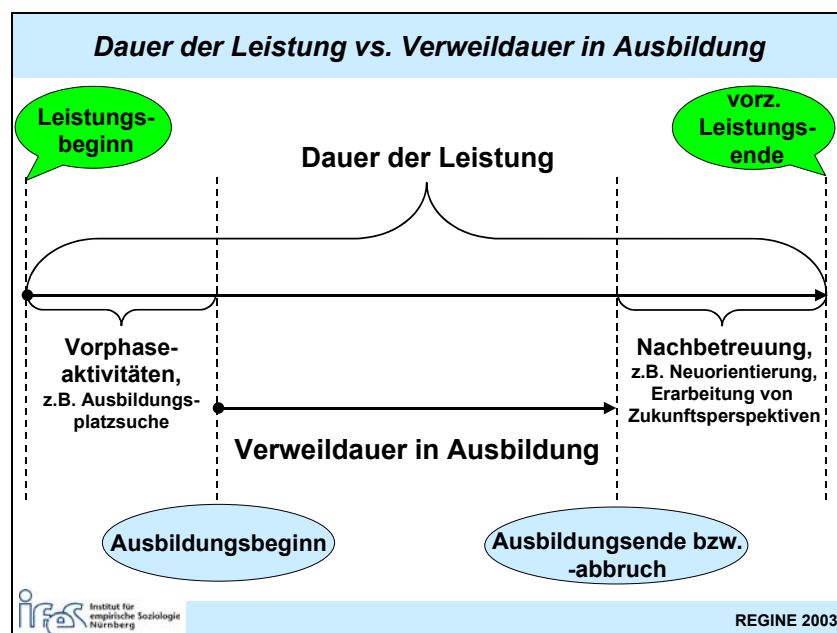 Dauer der Leistung vs. Verweildauer in Ausbildung
Leistungs-
beginn
vorz.
Leistungs-
ende
Dauer der Leistung
Vorphase-
aktivitäten,
z.B. Ausbildungs-
platzsuche
Nachbetreuung,
z.B. Neuorientierung,
Erarbeitung von
Zukunftsperspektiven
Verweildauer in Ausbildung
Ausbildungsbeginn
Ausbildungsende bzw.
-abbruch
ifes
Institut für
empirische Soziologie
Nürnberg
REGINE 2003